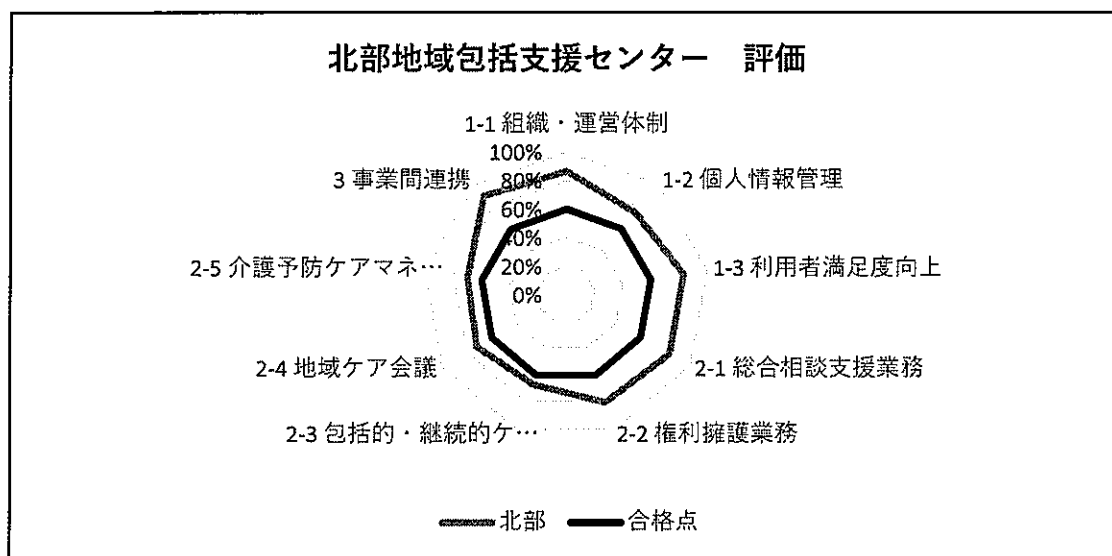 北部地域包括支援センター　評価
1-1 組織・運営体制
100%
80%
60%
40%
20%
0%
1-2 個人情報管理
1-3 利用者満足度向上
2-1 総合相談支援業務
2-2 権利擁護業務
2-3 包括的・継続的ケ…
2-4 地域ケア会議
2-5 介護予防ケアマネ…
3 事業間連携
北部
合格点